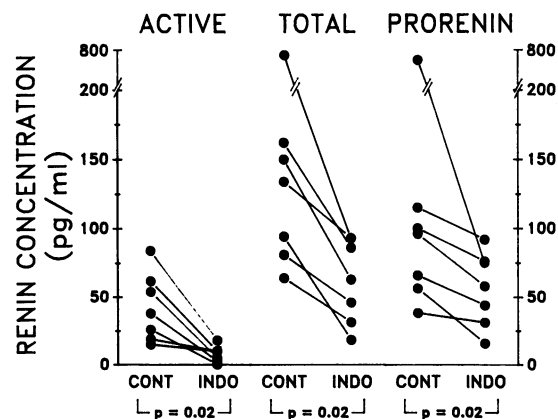 ACTIVE TOTAL PRORENIN
RENIN CONCENTRATION
(pg/ml)
800 800
200 200
150 150
100 100
50 50
0 0
CONT INDO CONT INDO CONT INDO
p = 0.02 p = 0.02 p = 0.02